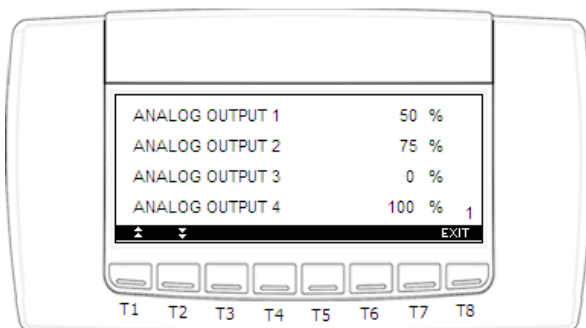 ANALOG OUTPUT 1 50 %
ANALOG OUTPUT 2 75 %
ANALOG OUTPUT 3 0 %
ANALOG OUTPUT 4 100 % 1
EXIT
T1 T2 T3 T4 T5 T6 T7 T8